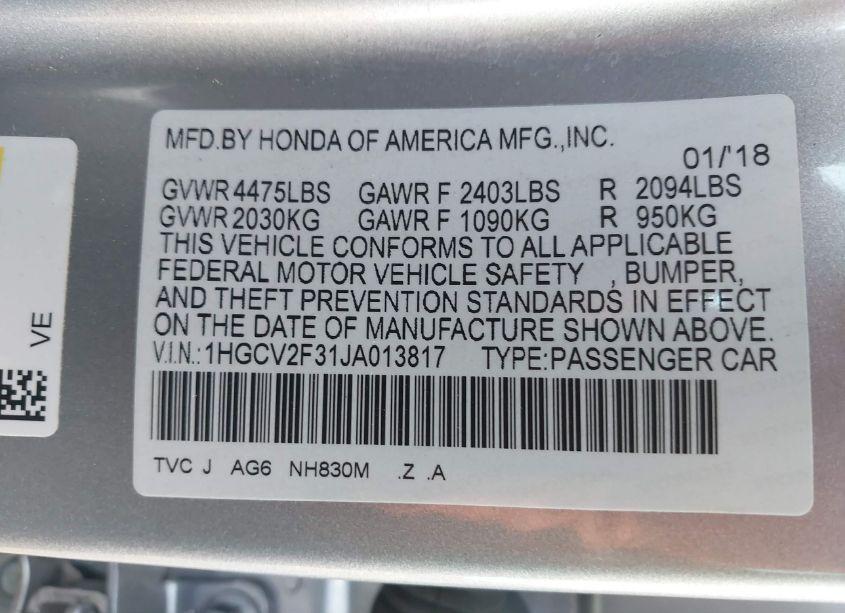 MFD.BY HONDA OF AMERICA MFG.,INC.
01/'18
GVWR 4475LBS GAWR F 2403LBS R 2094LBS
GVWR 2030KG GAWR F 1090KG R 950KG
THIS VEHICLE CONFORMS TO ALL APPLICABLE
FEDERAL MOTOR VEHICLE SAFETY , BUMPER,
AND THEFT PREVENTION STANDARDS IN EFFECT
ON THE DATE OF MANUFACTURE SHOWN ABOVE.
V.I.N.:1HGCV2F31JA013817 TYPE:PASSENGER CAR
TVC J AG6 NH830M .Z .A
VE